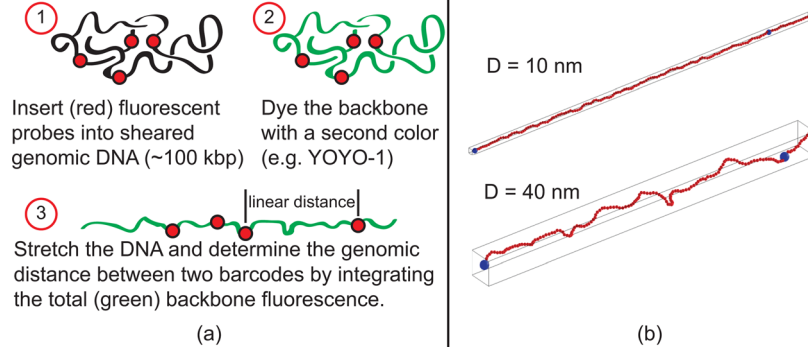 1
2
Insert (red) fluorescent
probes into sheared
genomic DNA (~100 kbp)
Dye the backbone
with a second color
(e.g. YOYO-1)
3
linear distance
Stretch the DNA and determine the genomic
distance between two barcodes by integrating
the total (green) backbone fluorescence.
(a)
D = 10 nm
D = 40 nm
(b)